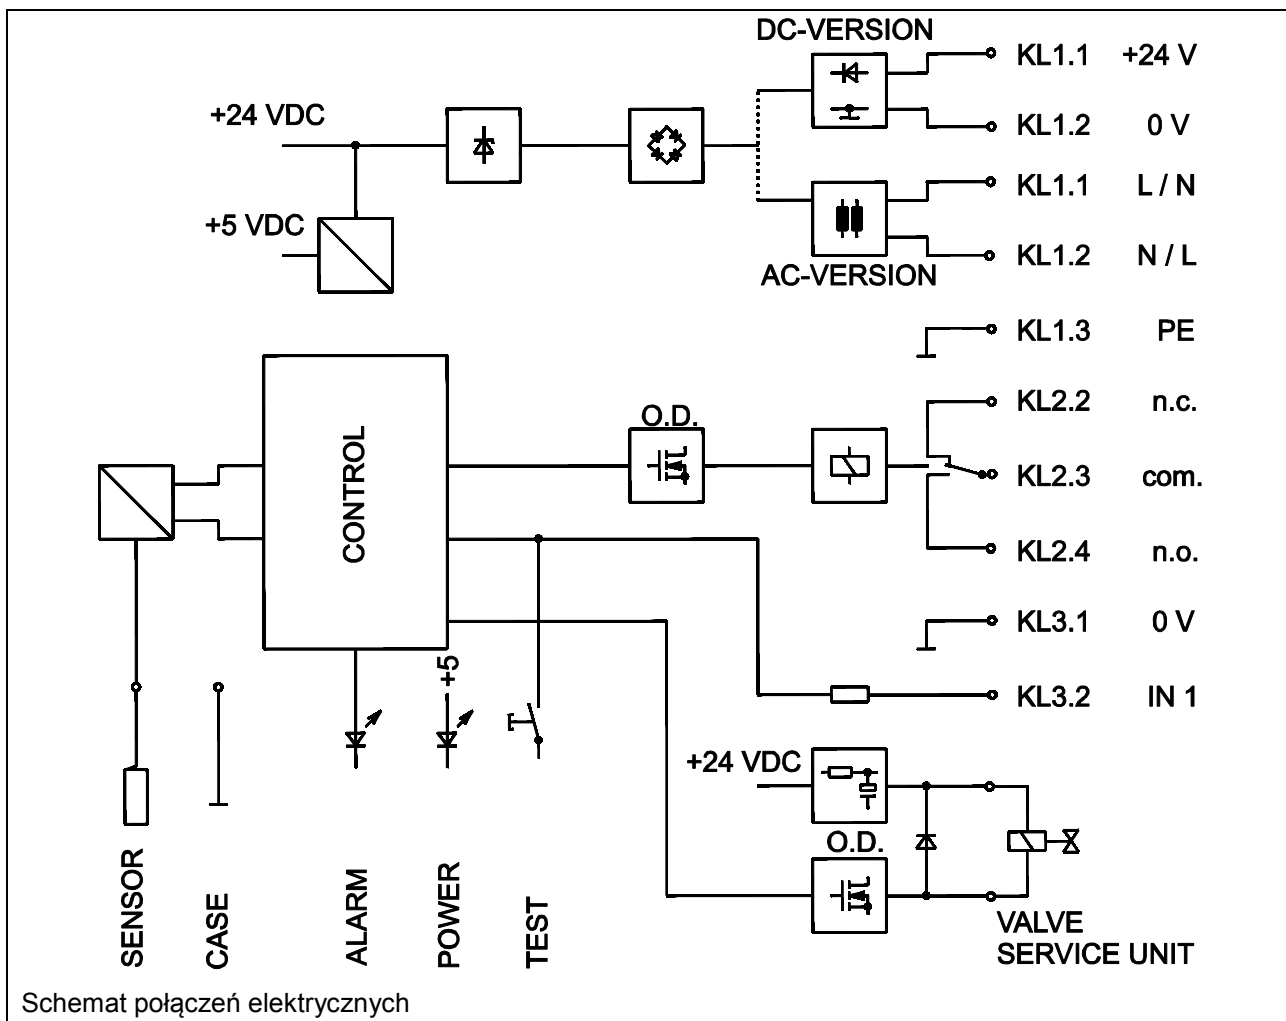 DC-VERSION
KL1.1 +24 V
+24 VDC
KL1.2 0 V
KL1.1 L / N
+5 VDC
KL1.2 N / L
AC-VERSION
KL1.3 PE
KL2.2 n.c.
O.D.
CONTROL
KL2.3 com.
KL2.4 n.o.
KL3.1 0 V
+5
KL3.2 IN 1
+24 VDC
O.D.
SENSOR
CASE
ALARM
POWER
TEST
VALVE
SERVICE UNIT
Schemat połączeń elektrycznych